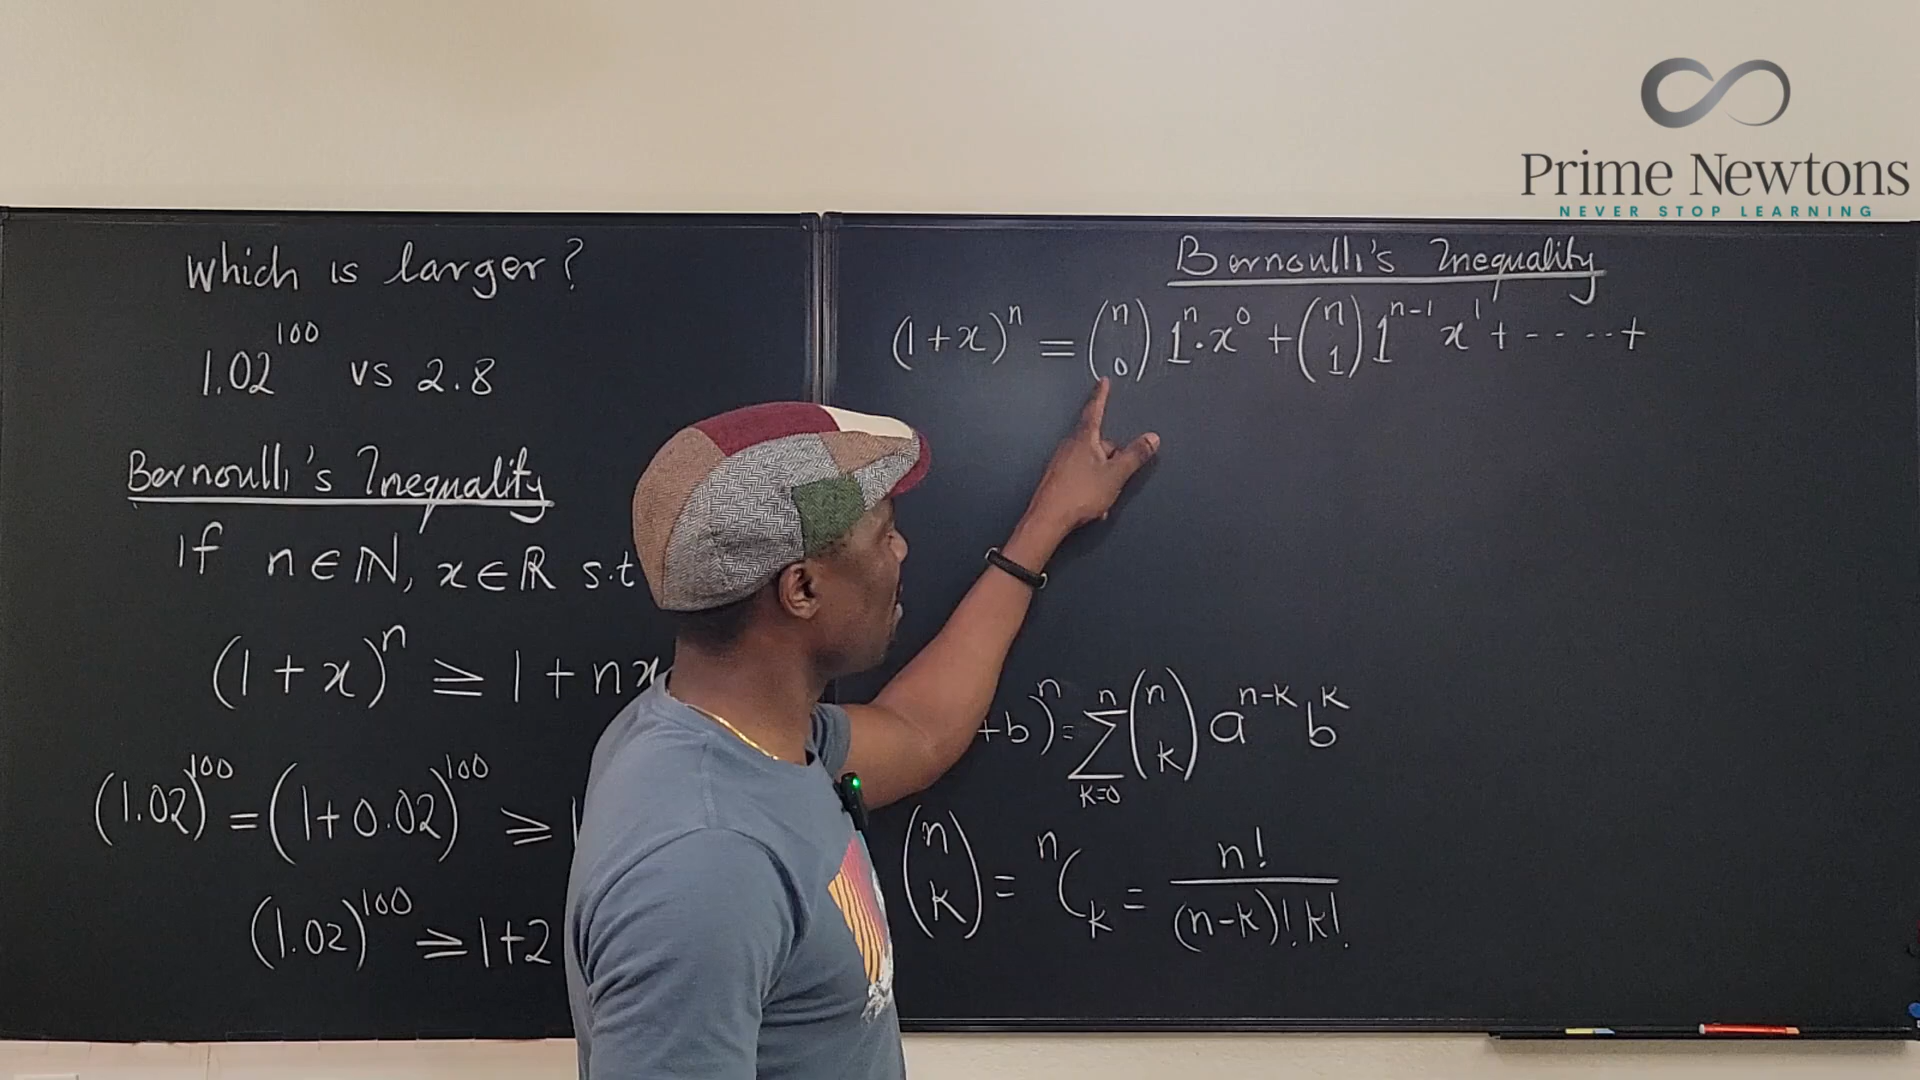 Prime Newtons
NEVER STOP LEARNING
Which is larger?
1.02^100 vs 2.8
Bernoulli's Inequality
If n∈ℕ, x∈ℝ s.t
(1+x)^n ≥ 1+nx
(1.02)^100 = (1+0.02)^100 ≥ 1
(1.02)^100 ≥ 1+2
Bernoulli's Inequality
(1+x)^n = (n 0) 1^n · x^0 + (n 1) 1^(n-1) x^1 + ----- +
+b)^n = ∑_(k=0)^n (n k) a^(n-k) b^k
(n k) = ^nC_k = n! / (n-k)! k!